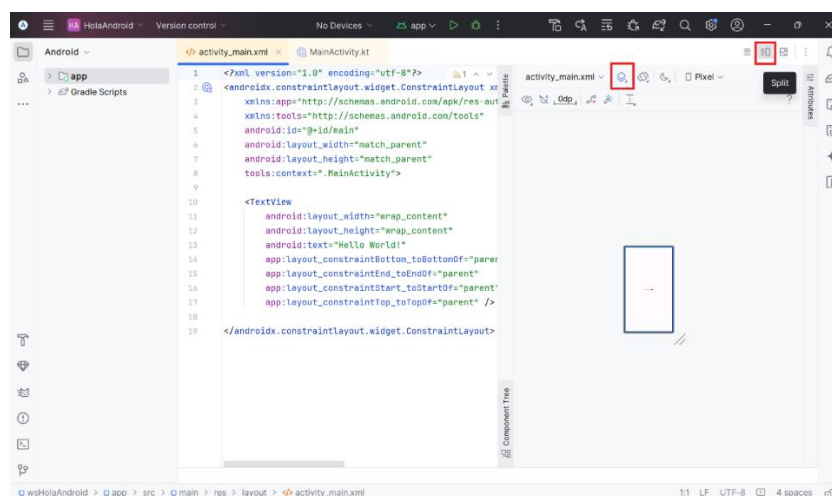 HA HolaAndroid Version control No Devices app
Android
activity_main.xml MainActivity.kt
app
Gradle Scripts
1 <?xml version="1.0" encoding="utf-8"?>
2 <androidx.constraintlayout.widget.ConstraintLayout
3 xmlns:app="http://schemas.android.com/apk/res-aut
4 xmlns:tools="http://schemas.android.com/tools"
5 android:id="@+id/main"
6 android:layout_width="match_parent"
7 android:layout_height="match_parent"
8 tools:context=".MainActivity">
9
10 <TextView
11 android:layout_width="wrap_content"
12 android:layout_height="wrap_content"
13 android:text="Hello World!"
14 app:layout_constraintBottom_toBottomOf="paren
15 app:layout_constraintEnd_toEndOf="parent"
16 app:layout_constraintStart_toStartOf="parent"
17 app:layout_constraintTop_toTopOf="parent" />
18
19 </androidx.constraintlayout.widget.ConstraintLayout>
1
Palette
Component Tree
activity_main.xml Pixel
Split
0dp ?
Attributes
wsHolaAndroid > app > src > main > res > layout > activity_main.xml
1:1 LF UTF-8 4 spaces